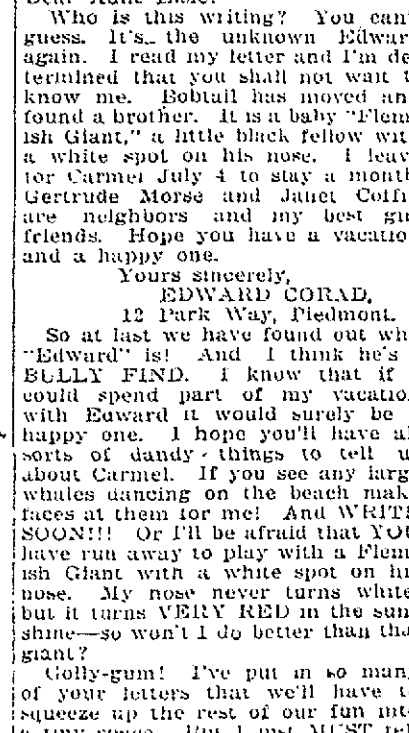 Who is this writing? You can
guess. It's the unknown Edwar
again. I read my letter and I'm de
termined that you shall not want t
know me. Bobtail has moved an
found a brother. It is a baby "Flem
ish Giant," a little black fellow wit
a white spot on his nose. I leav
for Carmel July 4 to stay a month
Gertrude Morse and Janet Coffi
are neighbors and my best gir
friends. Hope you have a vacatio
and a happy one.
Yours sincerely,
EDWARD CORAD,
12 Park Way, Piedmont.
So at last we have found out wh
"Edward" is! And I think he's
BULLY FIND. I know that if
could spend part of my vacatio
with Edward it would surely be
happy one. I hope you'll have al
sorts of dandy things to tell u
about Carmel. If you see any larg
whales dancing on the beach mak
faces at them for me! And WRITE
SOON!!! Or I'll be afraid that YOU
have run away to play with a Flem
ish Giant with a white spot on hi
nose. My nose never turns white
but it turns VERY RED in the sun
shine—so won't I do better than tha
giant?
Golly-gum! I've put in so man
of your letters that we'll have t
squeeze up the rest of our fun int